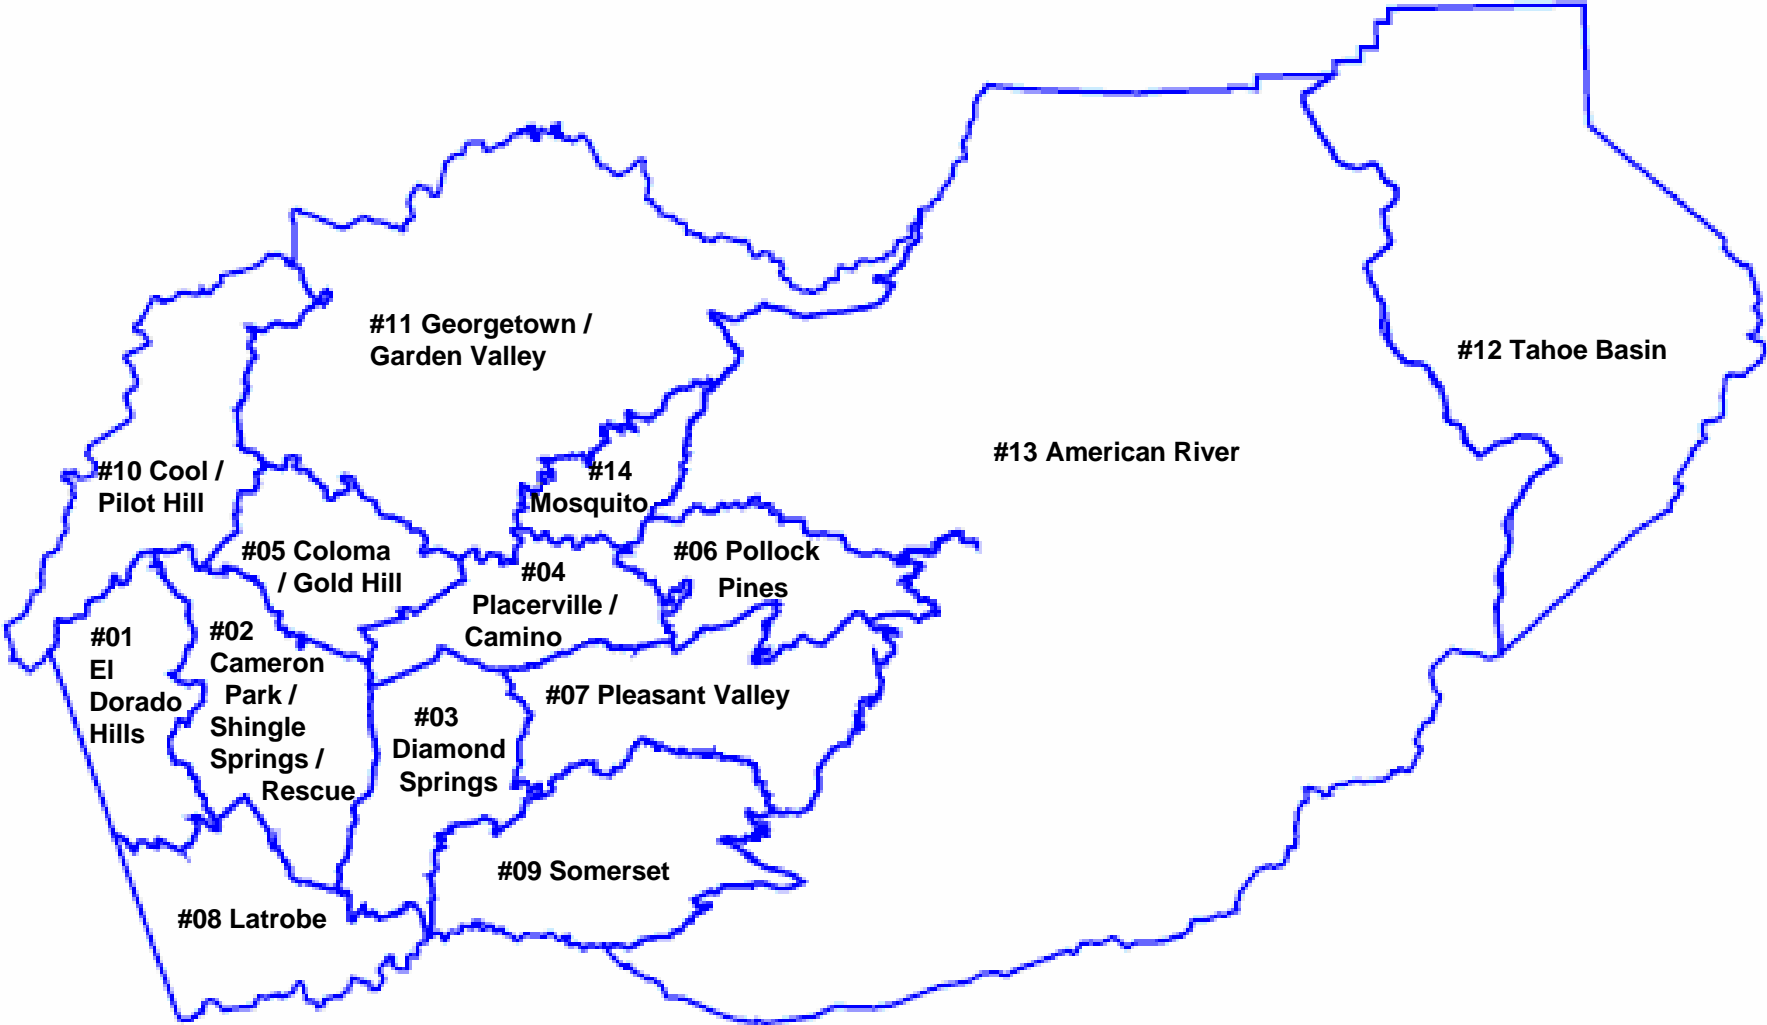 #11 Georgetown /
Garden Valley
#12 Tahoe Basin
#13 American River
#10 Cool /
Pilot Hill
#14
Mosquito
#05 Coloma
/ Gold Hill
#04
Placerville /
Camino
#06 Pollock
Pines
#01
El
Dorado
Hills
#02
Cameron
Park /
Shingle
Springs /
Rescue
#03
Diamond
Springs
#07 Pleasant Valley
#09 Somerset
#08 Latrobe